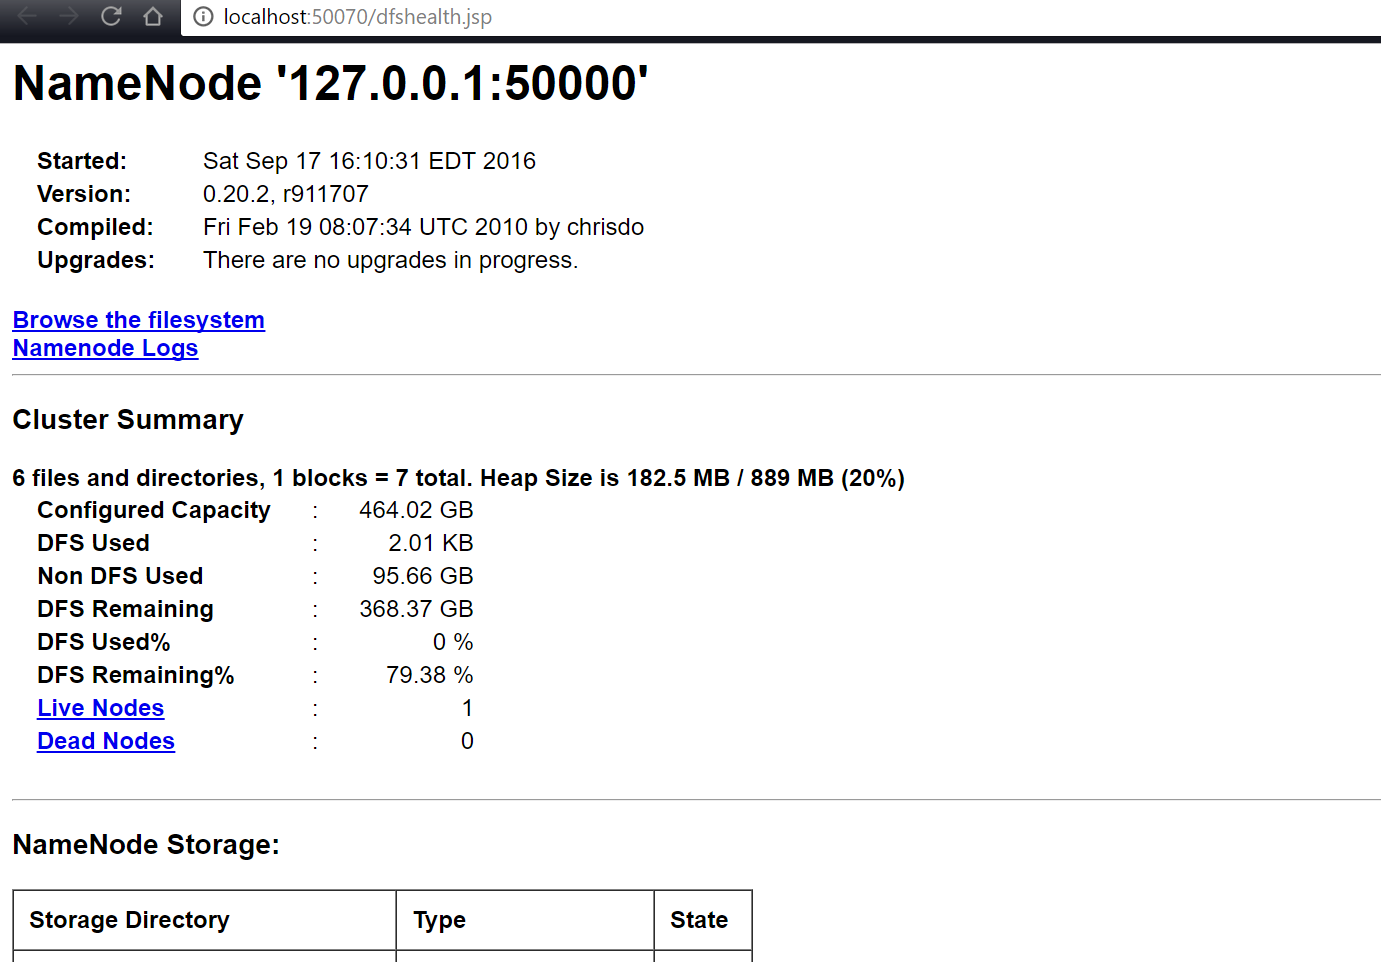 localhost:50070/dfshealth.jsp
NameNode '127.0.0.1:50000'
Started: Sat Sep 17 16:10:31 EDT 2016
Version: 0.20.2, r911707
Compiled: Fri Feb 19 08:07:34 UTC 2010 by chrisdo
Upgrades: There are no upgrades in progress.
Browse the filesystem
Namenode Logs
Cluster Summary
6 files and directories, 1 blocks = 7 total. Heap Size is 182.5 MB / 889 MB (20%)
Configured Capacity : 464.02 GB
DFS Used : 2.01 KB
Non DFS Used : 95.66 GB
DFS Remaining : 368.37 GB
DFS Used% : 0 %
DFS Remaining% : 79.38 %
Live Nodes : 1
Dead Nodes : 0
NameNode Storage:
Storage Directory Type State